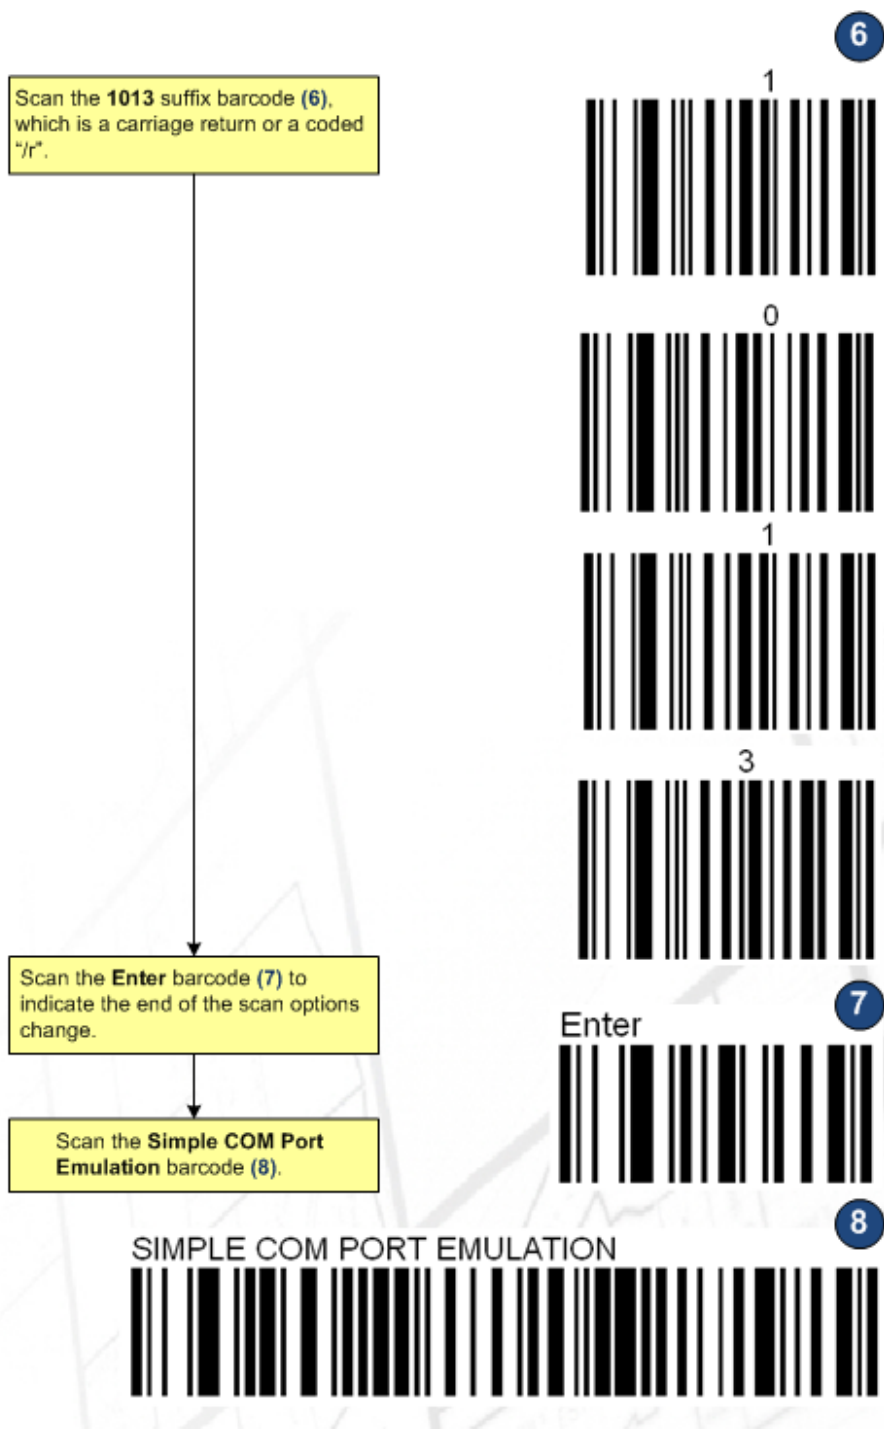 6
Scan the 1013 suffix barcode (6),
which is a carriage return or a coded
“/r”.
1
0
1
3
Scan the Enter barcode (7) to
indicate the end of the scan options
change.
7
Enter
Scan the Simple COM Port
Emulation barcode (8).
8
SIMPLE COM PORT EMULATION